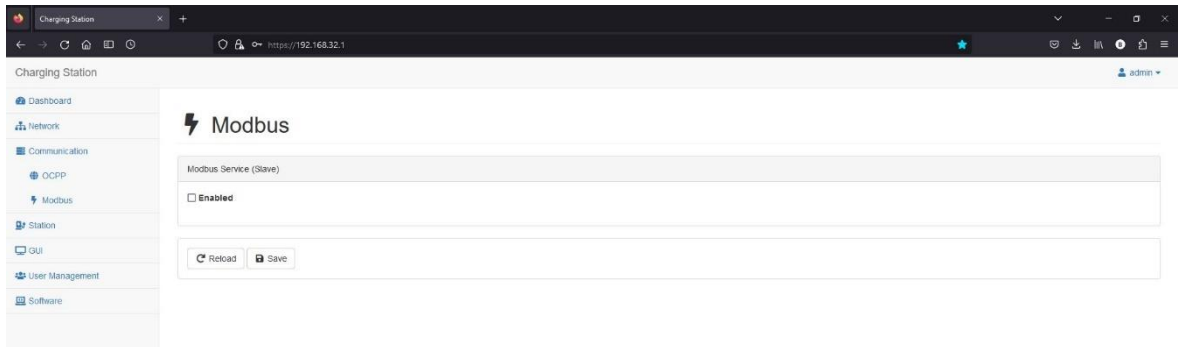 Charging Station
https://192.168.32.1
Charging Station
admin
Dashboard
Network
Communication
OCPP
Modbus
Station
GUI
User Management
Software
Modbus
Modbus Service (Slave)
Enabled
Reload
Save